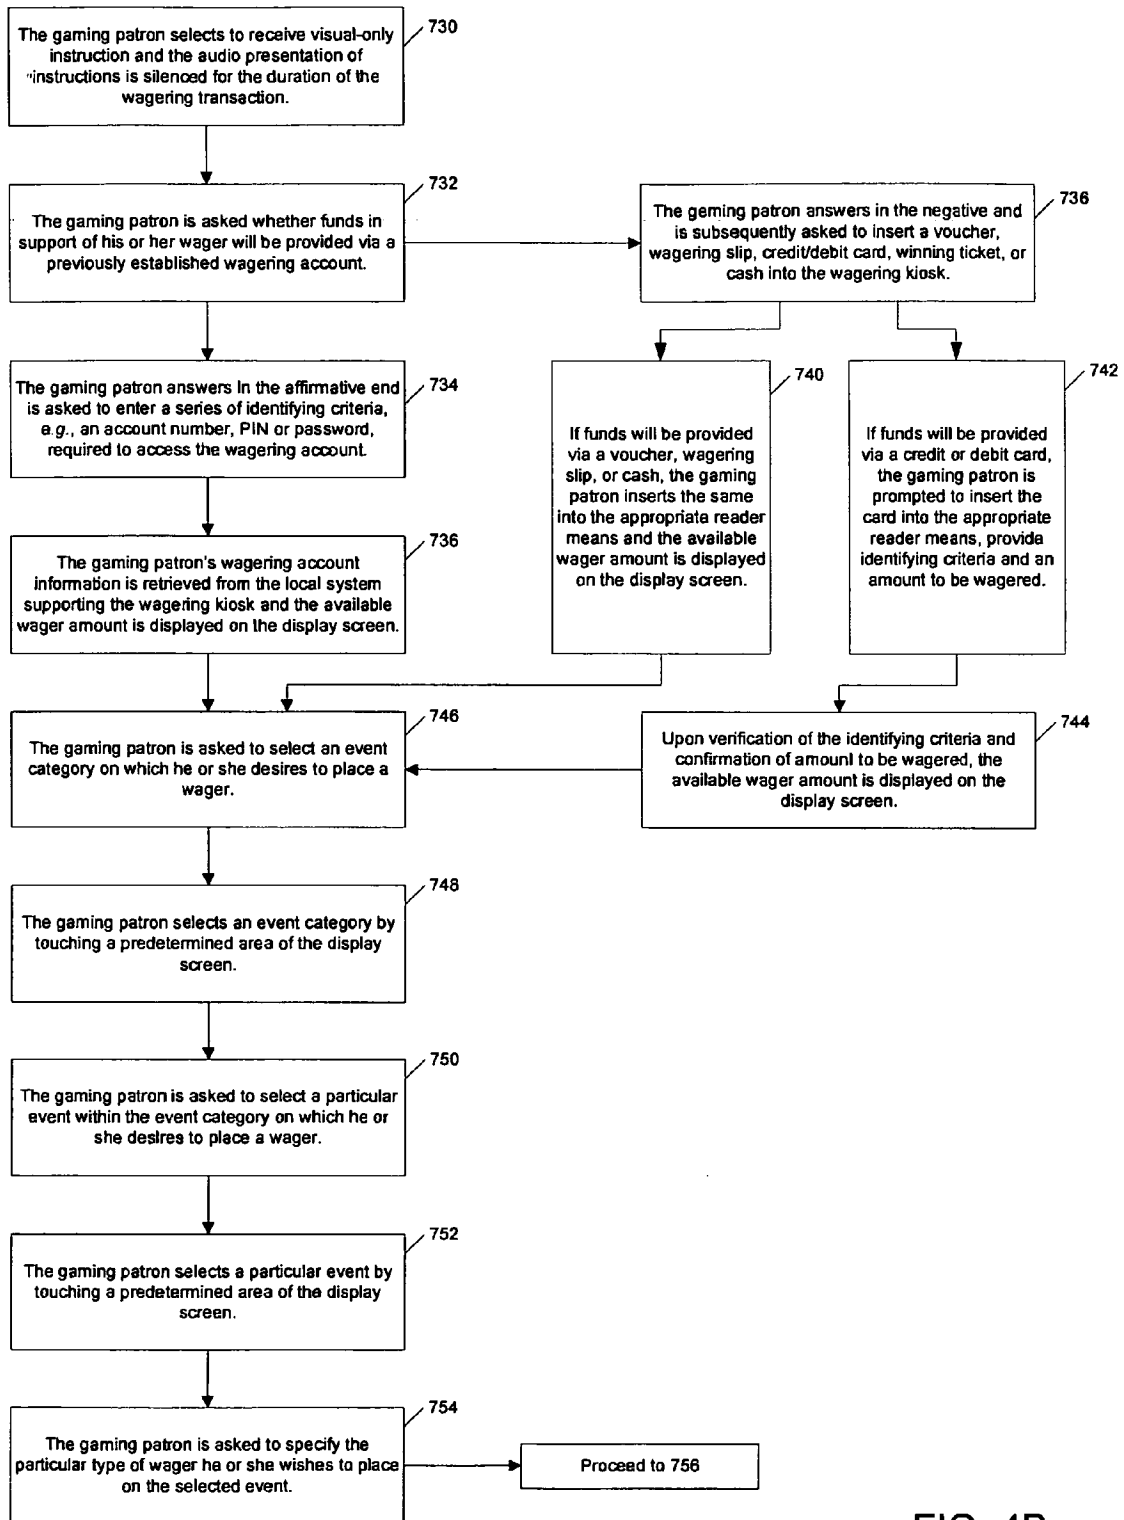 The gaming patron selects to receive visual-only
instruction and the audio presentation of
"instructions is silenced for the duration of the
wagering transaction.
730
The gaming patron is asked whether funds in
support of his or her wager will be provided via a
previously established wagering account.
732
The geming patron answers in the negative and
is subsequently asked to insert a voucher,
wagering slip, credit/debit card, winning ticket, or
cash into the wagering kiosk.
736
The gaming patron answers In the affirmative end
is asked to enter a series of identifying criteria,
e.g., an account number, PIN or password,
required to access the wagering account.
734
If funds will be provided
via a voucher, wagering
slip, or cash, the gaming
patron inserts the same
into the appropriate reader
means and the available
wager amount is displayed
on the display screen.
740
If funds will be provided
via a credit or debit card,
the gaming patron is
prompted to insert the
card into the appropriate
reader means, provide
identifying criteria and an
amount to be wagered.
742
The gaming patron's wagering account
information is retrieved from the local system
supporting the wagering kiosk and the available
wager amount is displayed on the display screen.
736
The gaming patron is asked to select an event
category on which he or she desires to place a
wager.
746
Upon verification of the identifying criteria and
confirmation of amount to be wagered, the
available wager amount is displayed on the
display screen.
744
The gaming patron selects an event category by
touching a predetermined area of the display
screen.
748
The gaming patron is asked to select a particular
event within the event category on which he or
she desires to place a wager.
750
The gaming patron selects a particular event by
touching a predetermined area of the display
screen.
752
The gaming patron is asked to specify the
particular type of wager he or she wishes to place
on the selected event.
754
Proceed to 756